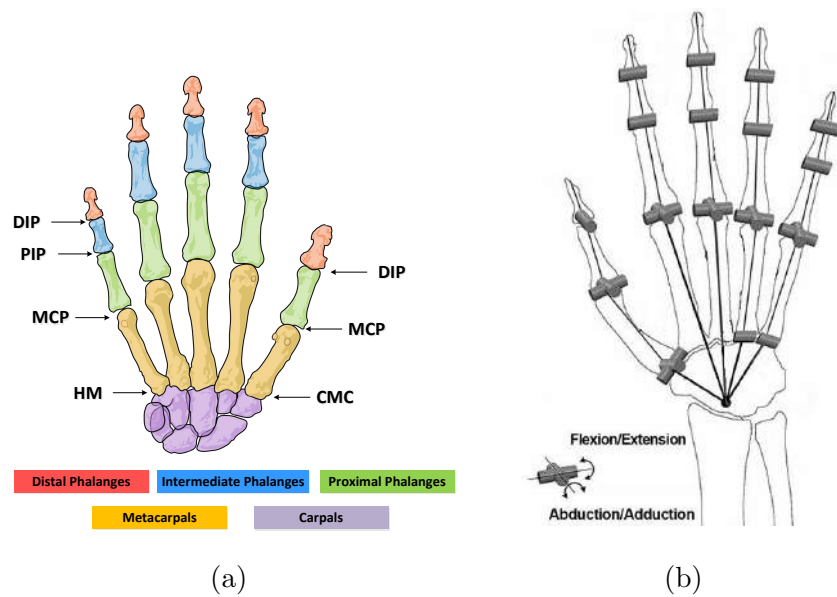 DIP
PIP
DIP
MCP
MCP
HM
CMC
Distal Phalanges
Intermediate Phalanges
Proximal Phalanges
Metacarpals
Carpals
(a)
Flexion/Extension
Abduction/Adduction
(b)